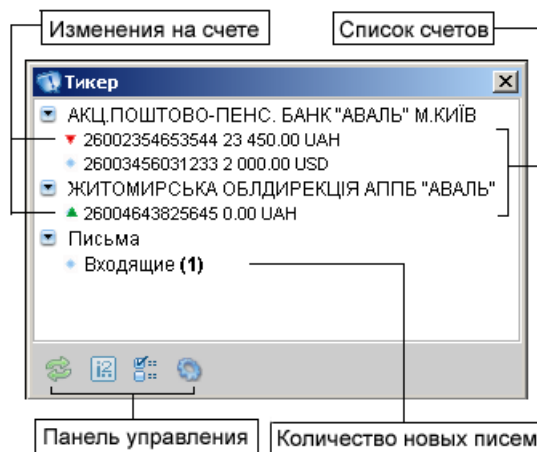 Изменения на счете
Список счетов
Тикер
АКЦ.ПОШТОВО-ПЕНС. БАНК "АВАЛЬ" М.КИЇВ
26002354653544 23 450.00 UAH
26003456031233 2 000.00 USD
ЖИТОМИРСЬКА ОБЛДИРЕКЦІЯ АППБ "АВАЛЬ"
26004643825645 0.00 UAH
Письма
Входящие (1)
i2
Панель управления
Количество новых писем